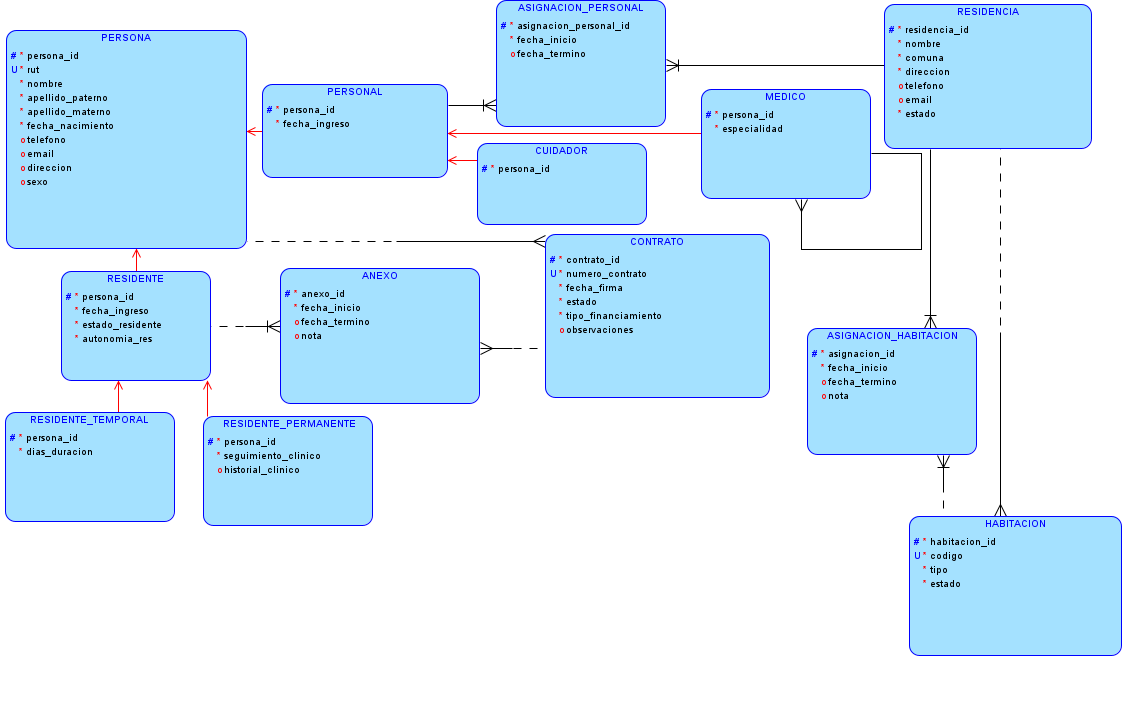 PERSONA
# * persona_id
U * rut
* nombre
* apellido_paterno
* apellido_materno
* fecha_nacimiento
o telefono
o email
o direccion
o sexo
PERSONAL
# * persona_id
* fecha_ingreso
ASIGNACION_PERSONAL
# * asignacion_personal_id
* fecha_inicio
o fecha_termino
CUIDADOR
# * persona_id
MEDICO
# * persona_id
* especialidad
RESIDENCIA
# * residencia_id
* nombre
* comuna
* direccion
o telefono
o email
* estado
RESIDENTE
# * persona_id
* fecha_ingreso
* estado_residente
* autonomia_res
ANEXO
# * anexo_id
* fecha_inicio
o fecha_termino
o nota
CONTRATO
# * contrato_id
U * numero_contrato
* fecha_firma
* estado
* tipo_financiamiento
o observaciones
ASIGNACION_HABITACION
# * asignacion_id
* fecha_inicio
o fecha_termino
o nota
RESIDENTE_TEMPORAL
# * persona_id
* dias_duracion
RESIDENTE_PERMANENTE
# * persona_id
* seguimiento_clinico
o historial_clinico
HABITACION
# * habitacion_id
U * codigo
* tipo
* estado